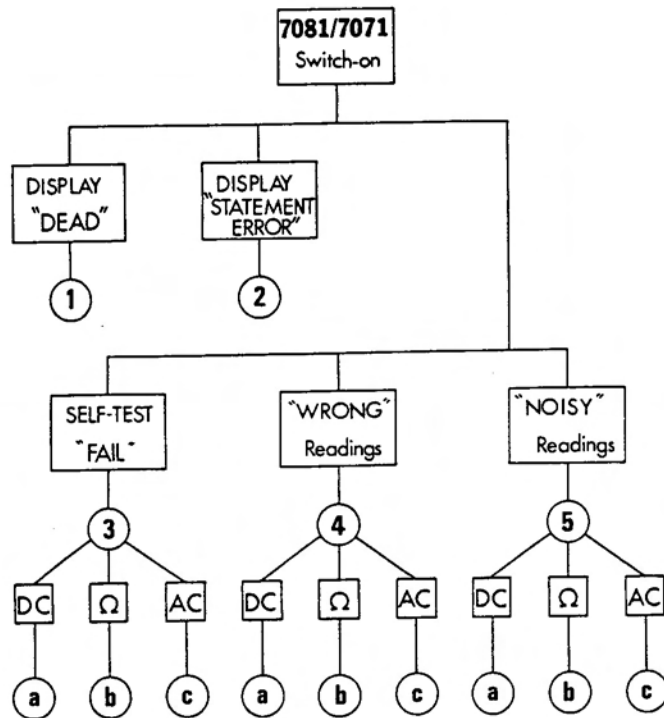 7081/7071
Switch-on
DISPLAY
"DEAD"
DISPLAY
"STATEMENT
ERROR"
1
2
SELF-TEST
"FAIL"
"WRONG"
Readings
"NOISY"
Readings
3
4
5
DC Ω AC
DC Ω AC
DC Ω AC
a b c
a b c
a b c